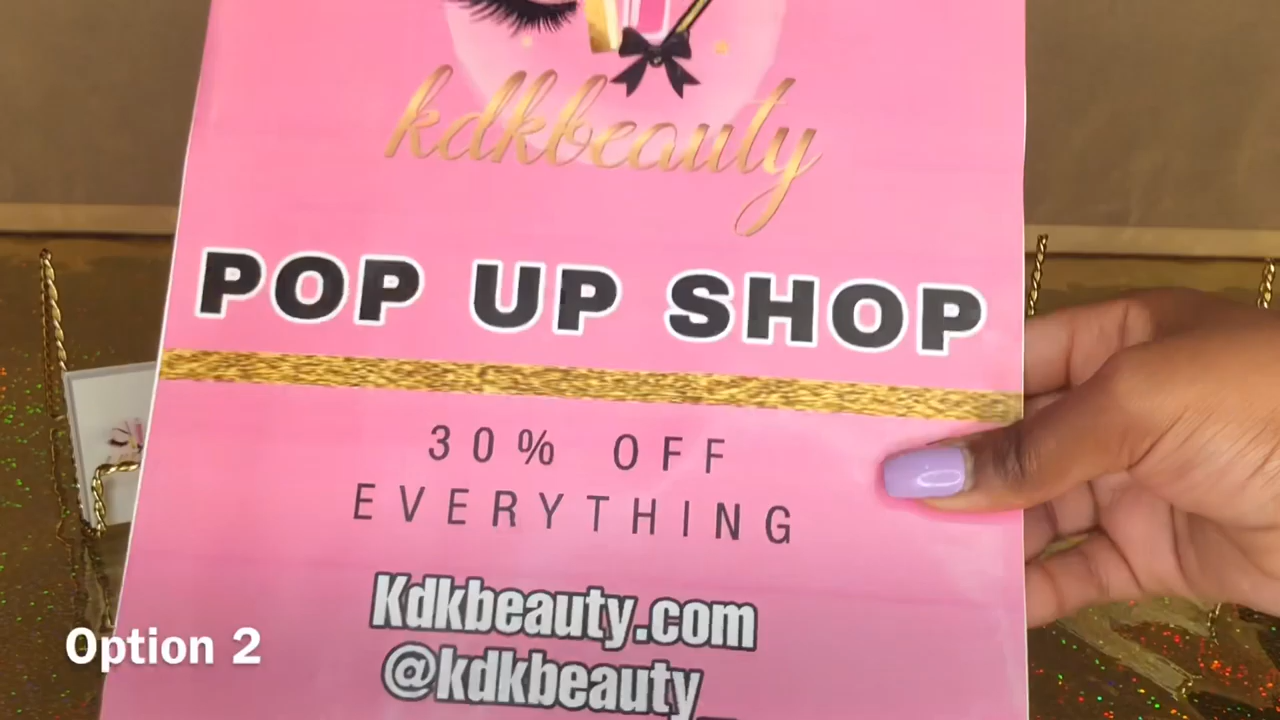 kdkbeauty
POP UP SHOP
30% OFF
EVERYTHING
Kdkbeauty.com
@kdkbeauty_
Option 2